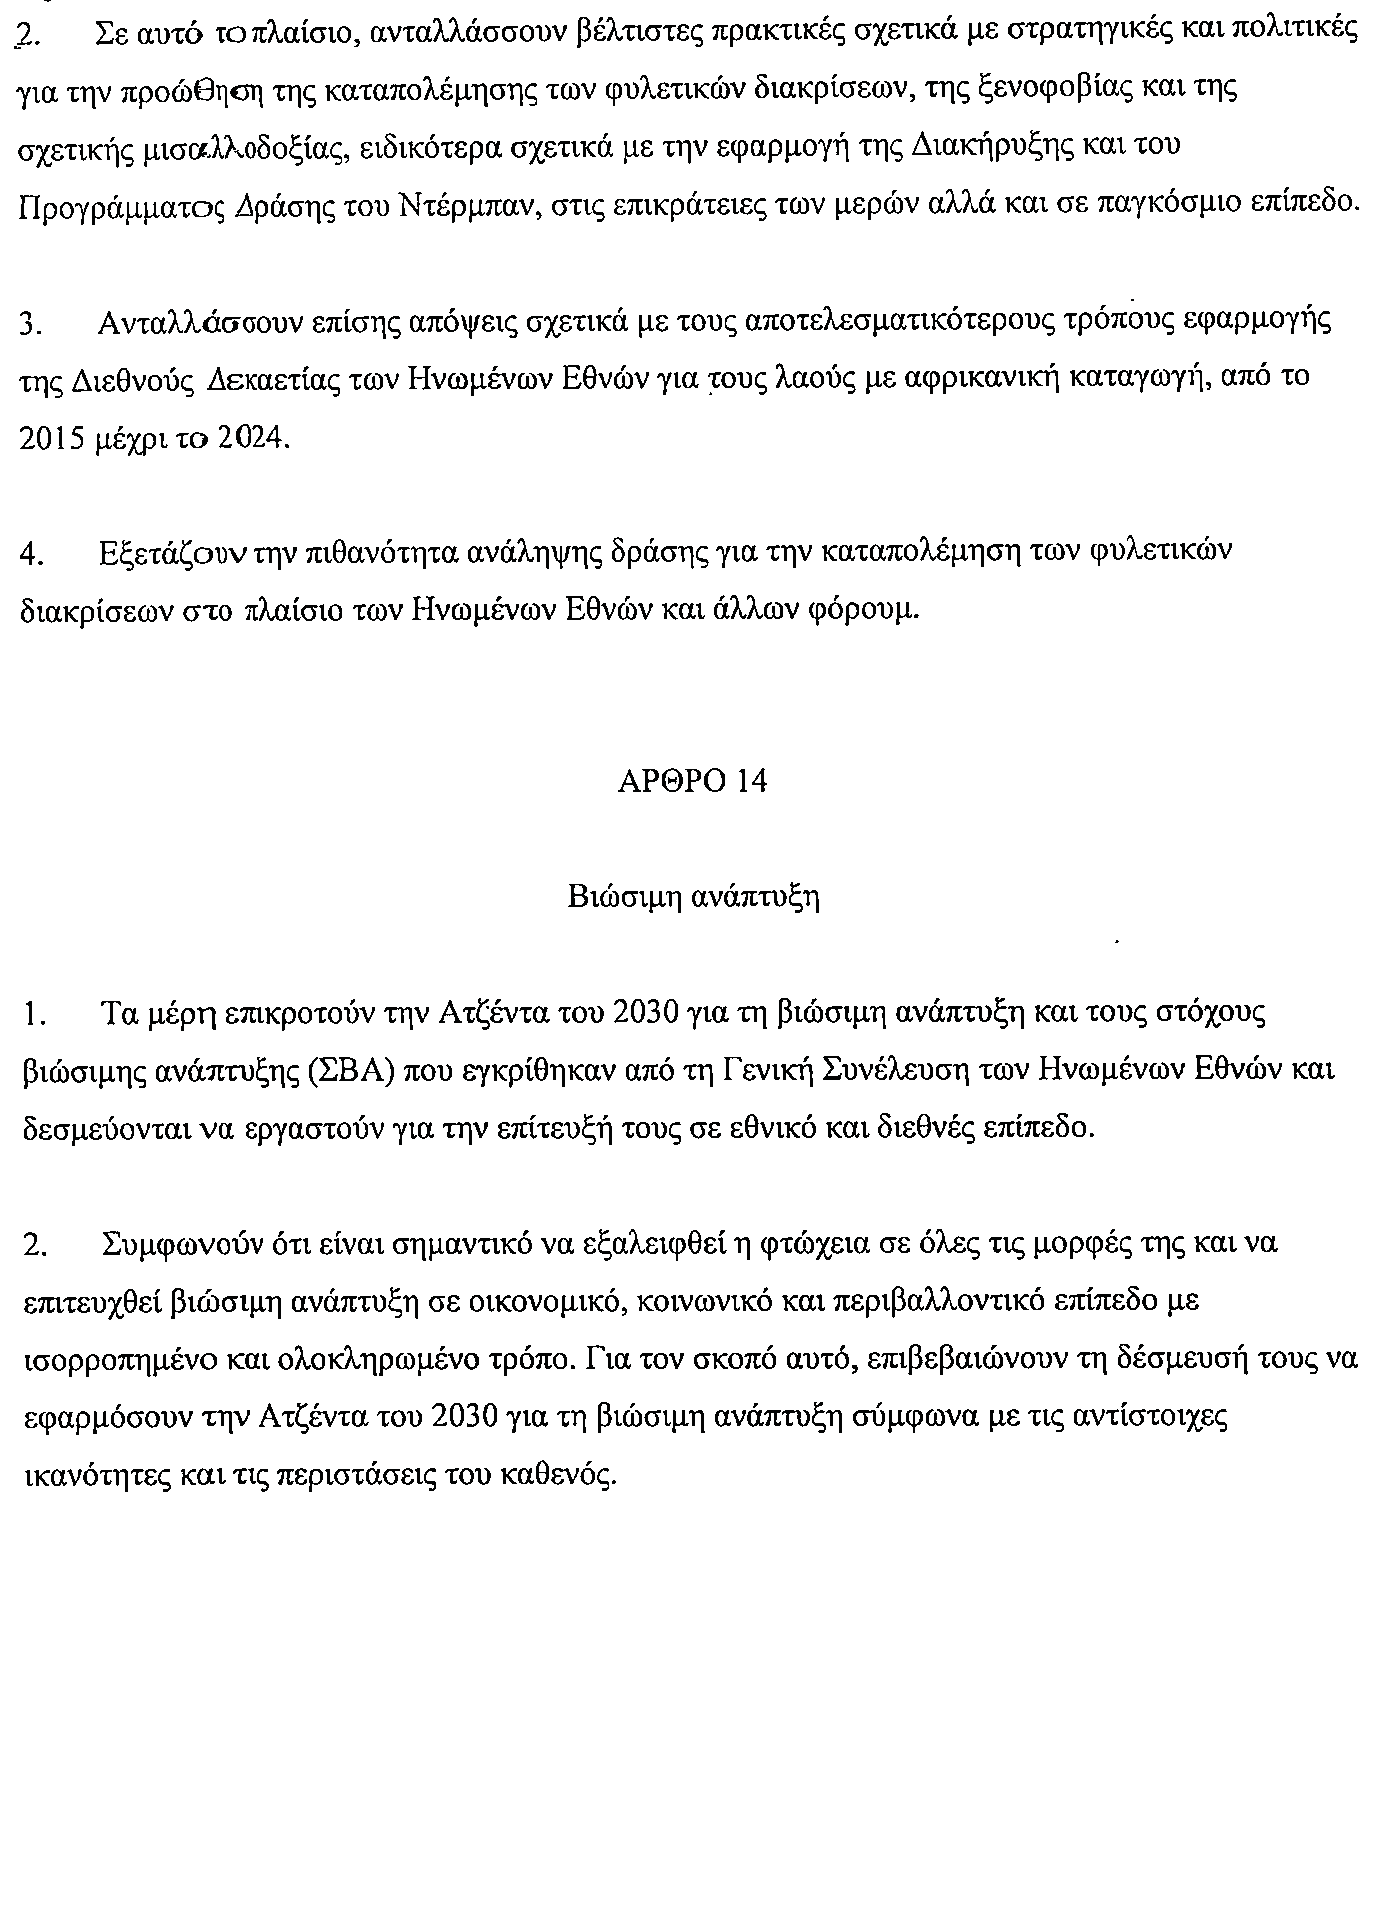 2. Σε αυτό το πλαίσιο, ανταλλάσσουν βέλτιστες πρακτικές σχετικά με στρατηγικές και πολιτικές
για την προώθηση της καταπολέμησης των φυλετικών διακρίσεων, της ξενοφοβίας και της
σχετικής μισαλλοδοξίας, ειδικότερα σχετικά με την εφαρμογή της Διακήρυξης και του
Προγράμματος Δράσης του Ντέρμπαν, στις επικράτειες των μερών αλλά και σε παγκόσμιο επίπεδο.
3. Ανταλλάσσουν επίσης απόψεις σχετικά με τους αποτελεσματικότερους τρόπους εφαρμογής
της Διεθνούς Δεκαετίας των Ηνωμένων Εθνών για τους λαούς με αφρικανική καταγωγή, από το
2015 μέχρι το 2024.
4. Εξετάζουν την πιθανότητα ανάληψης δράσης για την καταπολέμηση των φυλετικών
διακρίσεων στο πλαίσιο των Ηνωμένων Εθνών και άλλων φόρουμ.
ΑΡΘΡΟ 14
Βιώσιμη ανάπτυξη
1. Τα μέρη επικροτούν την Ατζέντα του 2030 για τη βιώσιμη ανάπτυξη και τους στόχους
βιώσιμης ανάπτυξης (ΣΒΑ) που εγκρίθηκαν από τη Γενική Συνέλευση των Ηνωμένων Εθνών και
δεσμεύονται να εργαστούν για την επίτευξή τους σε εθνικό και διεθνές επίπεδο.
2. Συμφωνούν ότι είναι σημαντικό να εξαλειφθεί η φτώχεια σε όλες τις μορφές της και να
επιτευχθεί βιώσιμη ανάπτυξη σε οικονομικό, κοινωνικό και περιβαλλοντικό επίπεδο με
ισορροπημένο και ολοκληρωμένο τρόπο. Για τον σκοπό αυτό, επιβεβαιώνουν τη δέσμευσή τους να
εφαρμόσουν την Ατζέντα του 2030 για τη βιώσιμη ανάπτυξη σύμφωνα με τις αντίστοιχες
ικανότητες και τις περιστάσεις του καθενός.